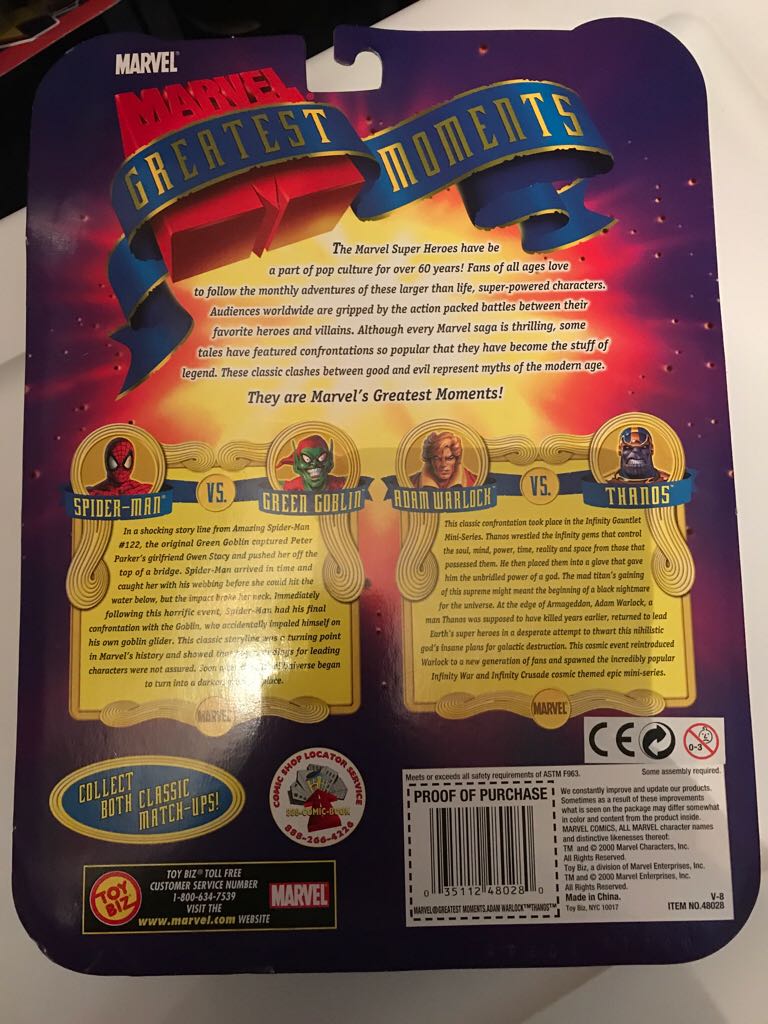 MARVEL®
MARVEL®
GREATEST MOMENTS
The Marvel Super Heroes have be
a part of pop culture for over 60 years! Fans of all ages love
to follow the monthly adventures of these larger than life, super-powered characters.
Audiences worldwide are gripped by the action packed battles between their
favorite heroes and villains. Although every Marvel saga is thrilling, some
tales have featured confrontations so popular that they have become the stuff of
legend. These classic clashes between good and evil represent myths of the modern age.
They are Marvel's Greatest Moments!
SPIDER-MAN®
VS.
GREEN GOBLIN™
In a shocking story line from Amazing Spider-Man
#122, the original Green Goblin captured Peter
Parker's girlfriend Gwen Stacy and pushed her off the
top of a bridge. Spider-Man arrived in time and
caught her with his webbing before she could hit the
water below, but the impact broke her neck. Immediately
following this horrific event, Spider-Man had his final
confrontation with the Goblin, who accidentally impaled himself on
his own goblin glider. This classic storyline was a turning point
in Marvel's history and showed that for leading
characters were not assured. Soon began
to turn into a place.
MARVEL
ADAM WARLOCK™
VS.
THANOS™
This classic confrontation took place in the Infinity Gauntlet
Mini-Series. Thanos wrestled the infinity gems that control
the soul, mind, power, time, reality and space from those that
possessed them. He then placed them into a glove that gave
him the unbridled power of a god. The mad titan's gaining
of this supreme might meant the beginning of a black nightmare
for the universe. At the edge of Armageddon, Adam Warlock, a
man Thanos was supposed to have killed years earlier, returned to lead
Earth's super heroes in a desperate attempt to thwart this nihilistic
god's insane plans for galactic destruction. This cosmic event reintroduced
Warlock to a new generation of fans and spawned the incredibly popular
Infinity War and Infinity Crusade cosmic themed epic mini-series.
MARVEL
COLLECT
BOTH CLASSIC
MATCH-UPS!
COMIC SHOP LOCATOR SERVICE
888-COMIC-BOOK
888-266-4226
TOY BIZ
TOY BIZ® TOLL FREE
CUSTOMER SERVICE NUMBER
1-800-634-7539
VISIT THE
www.marvel.com WEBSITE
MARVEL
CE
0-3
Meets or exceeds all safety requirements of ASTM F963.
Some assembly required.
PROOF OF PURCHASE
0 35112 48028 0
MARVEL®GREATEST MOMENTS.ADAM WARLOCK™THANOS™
We constantly improve and update our products.
Sometimes as a result of these improvements
what is seen on the package may differ somewhat
in color and content from the product inside.
MARVEL COMICS, ALL MARVEL character names
and distinctive likenesses thereof:
TM and © 2000 Marvel Characters, Inc.
All Rights Reserved.
Toy Biz, a division of Marvel Enterprises, Inc.
TM and © 2000 Marvel Enterprises, Inc.
All Rights Reserved.
Made in China.
Toy Biz, NYC 10017
V-8
ITEM NO.48028